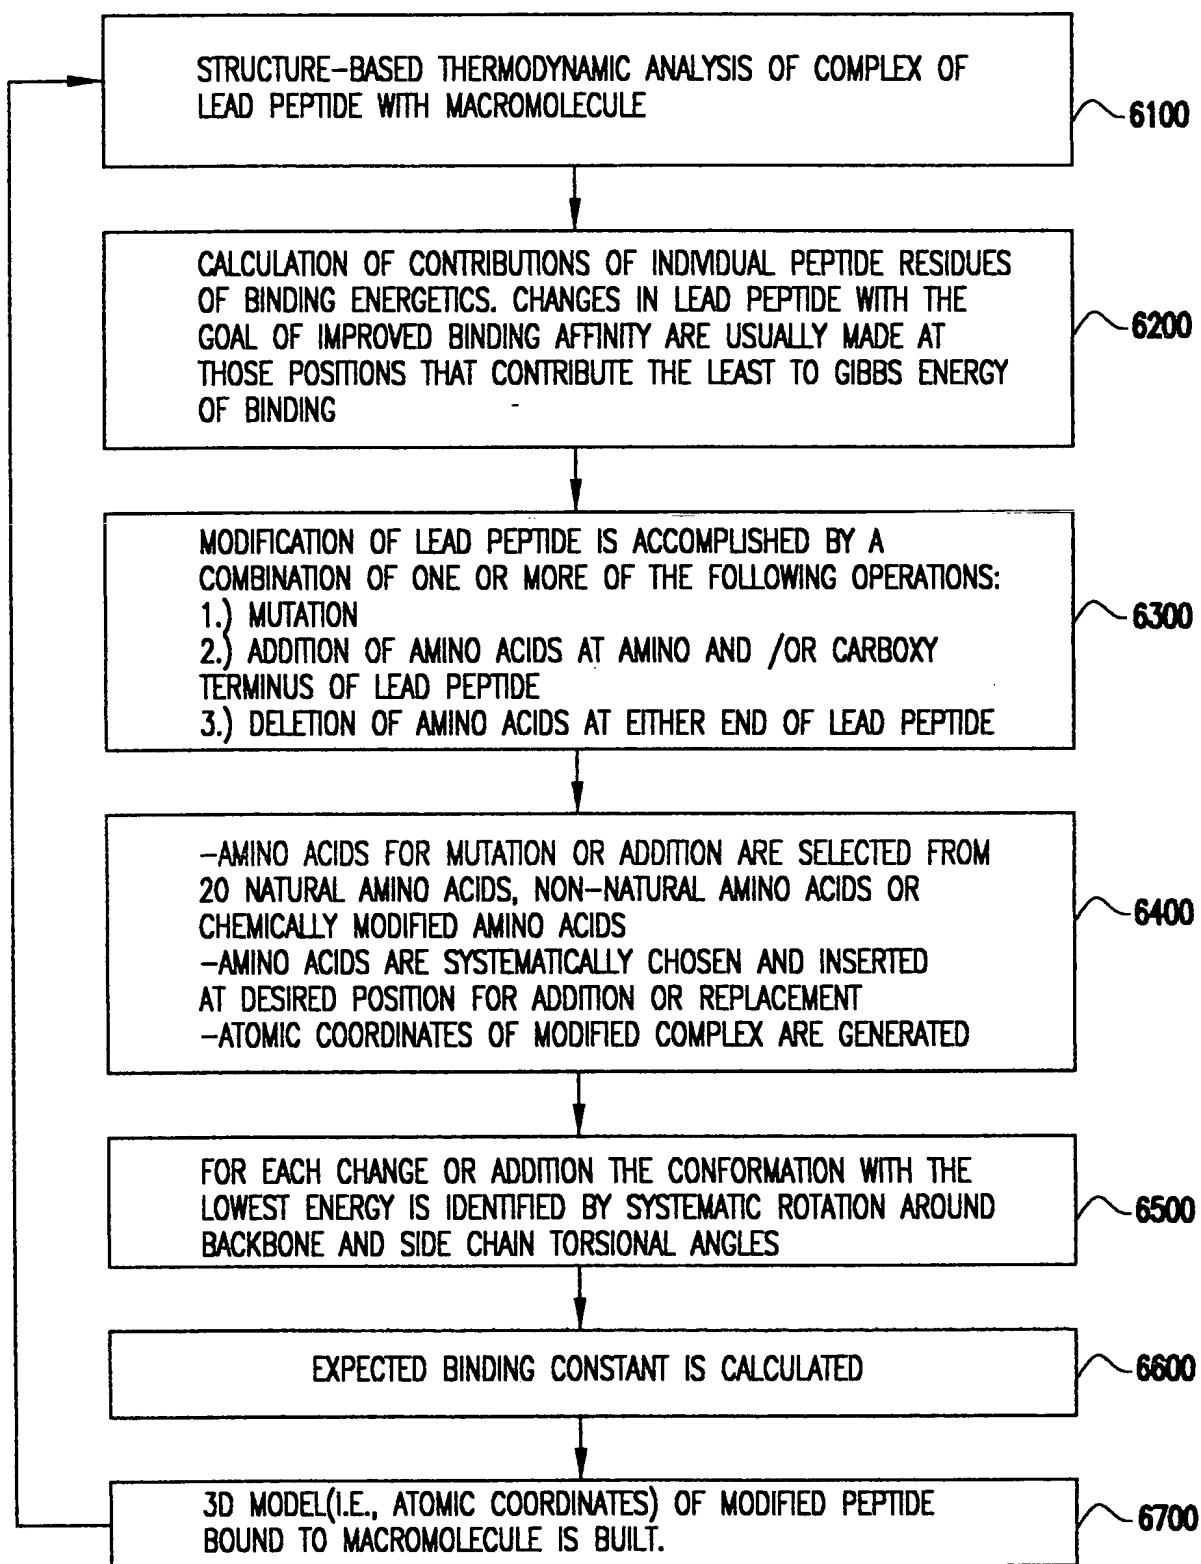 STRUCTURE-BASED THERMODYNAMIC ANALYSIS OF COMPLEX OF
LEAD PEPTIDE WITH MACROMOLECULE
6100
CALCULATION OF CONTRIBUTIONS OF INDIVIDUAL PEPTIDE RESIDUES
OF BINDING ENERGETICS. CHANGES IN LEAD PEPTIDE WITH THE
GOAL OF IMPROVED BINDING AFFINITY ARE USUALLY MADE AT
THOSE POSITIONS THAT CONTRIBUTE THE LEAST TO GIBBS ENERGY
OF BINDING
6200
MODIFICATION OF LEAD PEPTIDE IS ACCOMPLISHED BY A
COMBINATION OF ONE OR MORE OF THE FOLLOWING OPERATIONS:
1.) MUTATION
2.) ADDITION OF AMINO ACIDS AT AMINO AND /OR CARBOXY
TERMINUS OF LEAD PEPTIDE
3.) DELETION OF AMINO ACIDS AT EITHER END OF LEAD PEPTIDE
6300
-AMINO ACIDS FOR MUTATION OR ADDITION ARE SELECTED FROM
20 NATURAL AMINO ACIDS, NON-NATURAL AMINO ACIDS OR
CHEMICALLY MODIFIED AMINO ACIDS
-AMINO ACIDS ARE SYSTEMATICALLY CHOSEN AND INSERTED
AT DESIRED POSITION FOR ADDITION OR REPLACEMENT
-ATOMIC COORDINATES OF MODIFIED COMPLEX ARE GENERATED
6400
FOR EACH CHANGE OR ADDITION THE CONFORMATION WITH THE
LOWEST ENERGY IS IDENTIFIED BY SYSTEMATIC ROTATION AROUND
BACKBONE AND SIDE CHAIN TORSIONAL ANGLES
6500
EXPECTED BINDING CONSTANT IS CALCULATED
6600
3D MODEL(I.E., ATOMIC COORDINATES) OF MODIFIED PEPTIDE
BOUND TO MACROMOLECULE IS BUILT.
6700